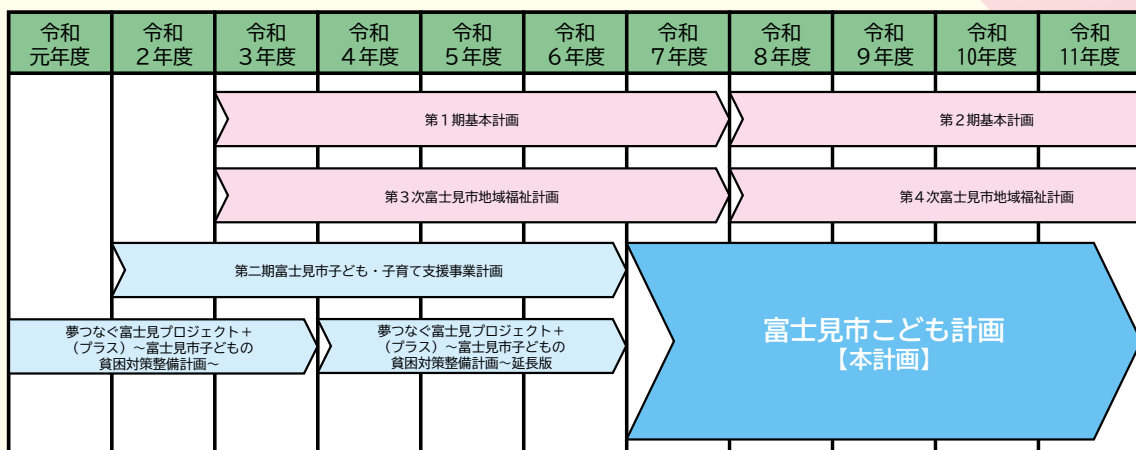 令和
元年度
令和
２年度
令和
３年度
令和
４年度
令和
５年度
令和
６年度
令和
７年度
令和
８年度
令和
９年度
令和
10年度
令和
11年度
第１期基本計画
第２期基本計画
第３次富士見市地域福祉計画
第４次富士見市地域福祉計画
第二期富士見市子ども・子育て支援事業計画
夢つなぐ富士見プロジェクト＋
（プラス）～富士見市子どもの
貧困対策整備計画～
夢つなぐ富士見プロジェクト＋
（プラス）～富士見市子どもの
貧困対策整備計画～延長版
富士見市こども計画
【本計画】